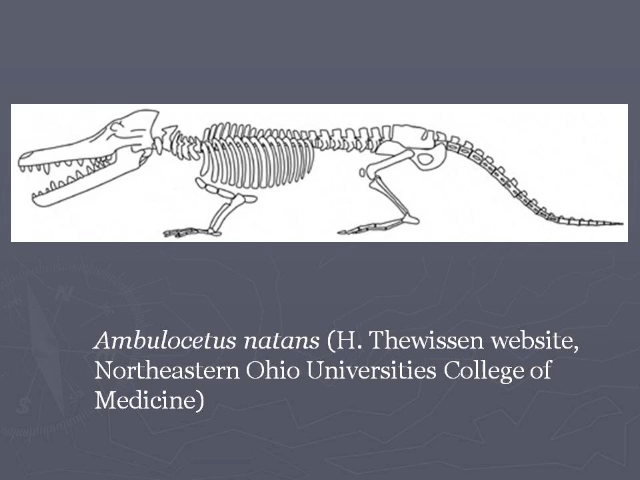 Ambulocetus natans (H. Thewissen website,
Northeastern Ohio Universities College of
Medicine)
N
S